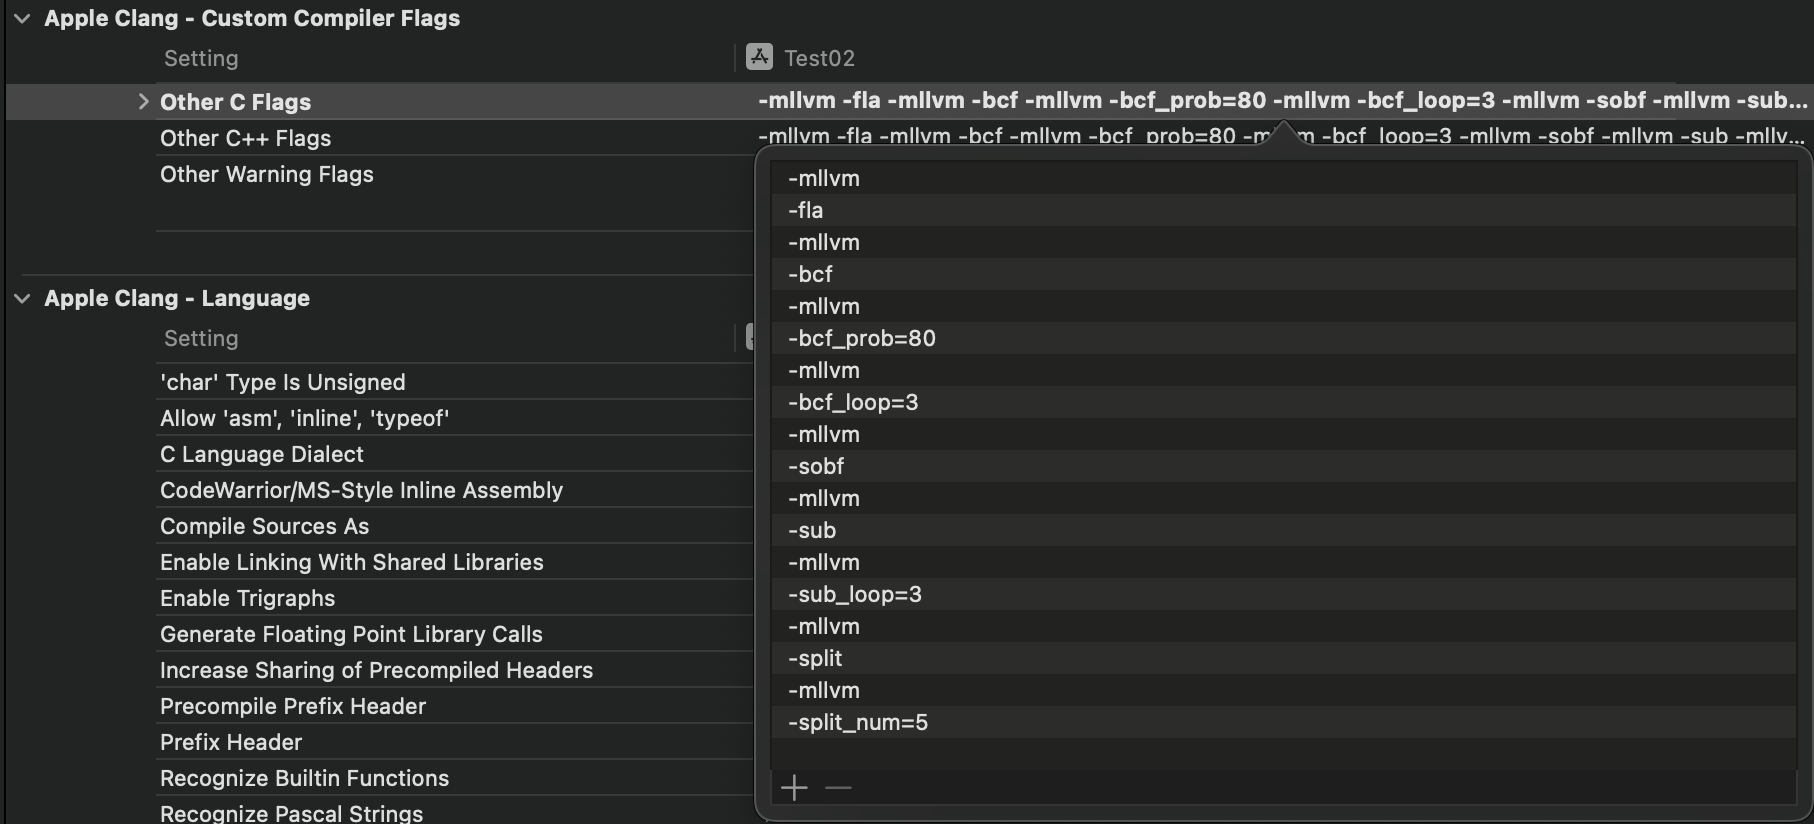 Apple Clang - Custom Compiler Flags
Setting Test02
Other C Flags -mllvm -fla -mllvm -bcf -mllvm -bcf_prob=80 -mllvm -bcf_loop=3 -mllvm -sobf -mllvm -sub...
Other C++ Flags -mllvm -fla -mllvm -bcf -mllvm -bcf_prob=80 -bcf_loop=3 -mllvm -sobf -mllvm -sub -mllv...
Other Warning Flags
-mllvm
-fla
-mllvm
-bcf
-mllvm
-bcf_prob=80
-mllvm
-bcf_loop=3
-mllvm
-sobf
-mllvm
-sub
-mllvm
-sub_loop=3
-mllvm
-split
-mllvm
-split_num=5
Apple Clang - Language
Setting
'char' Type Is Unsigned
Allow 'asm', 'inline', 'typeof'
C Language Dialect
CodeWarrior/MS-Style Inline Assembly
Compile Sources As
Enable Linking With Shared Libraries
Enable Trigraphs
Generate Floating Point Library Calls
Increase Sharing of Precompiled Headers
Precompile Prefix Header
Prefix Header
Recognize Builtin Functions
Recognize Pascal Strings